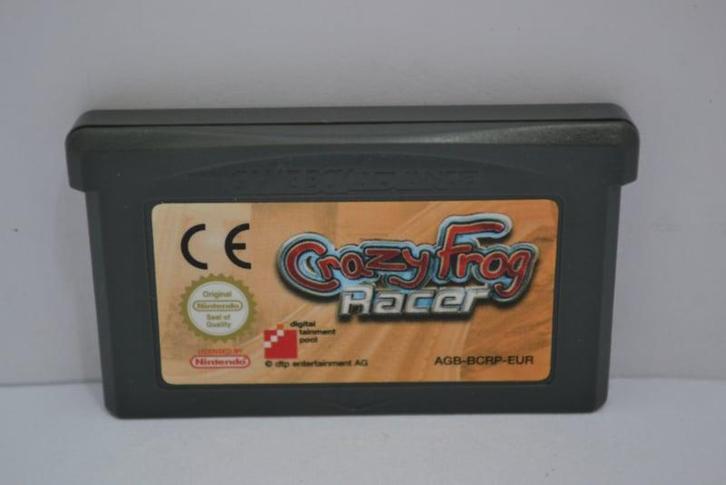 GAME BOY ADVANCE
CE
Crazy Frog
Racer
Original
Nintendo
Seal of
Quality
LICENSED BY
Nintendo
digital
tainment
pool
© dtp entertainment AG
AGB-BCRP-EUR